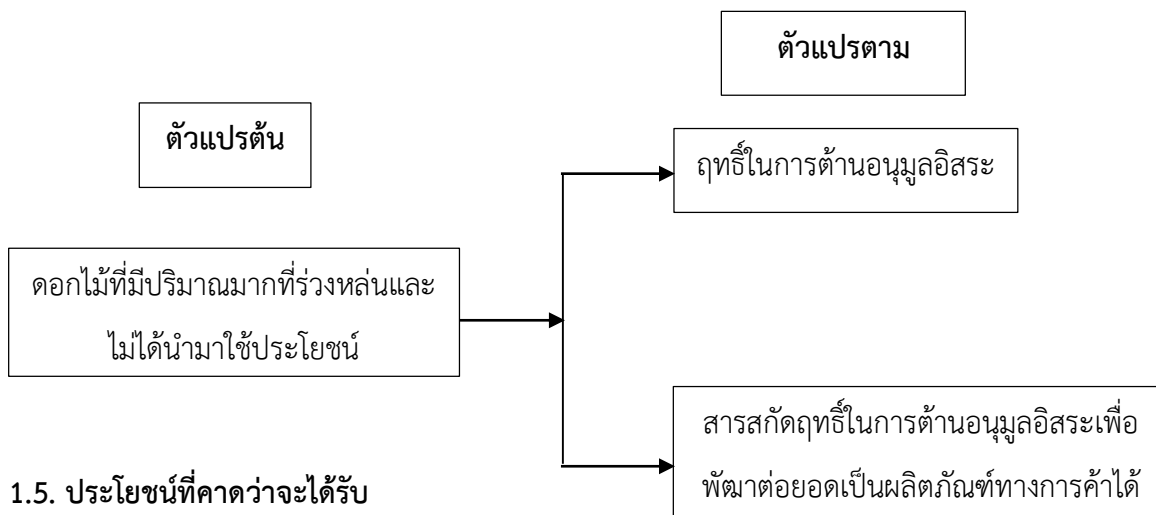 ตัวแปรตาม
ตัวแปรต้น
ฤทธิ์ในการต้านอนุมูลอิสระ
ดอกไม้ที่มีปริมาณมากที่ร่วงหล่นและ
ไม่ได้นำมาใช้ประโยชน์
สารสกัดฤทธิ์ในการต้านอนุมูลอิสระเพื่อ
พัฒาต่อยอดเป็นผลิตภัณฑ์ทางการค้าได้
1.5. ประโยชน์ที่คาดว่าจะได้รับ